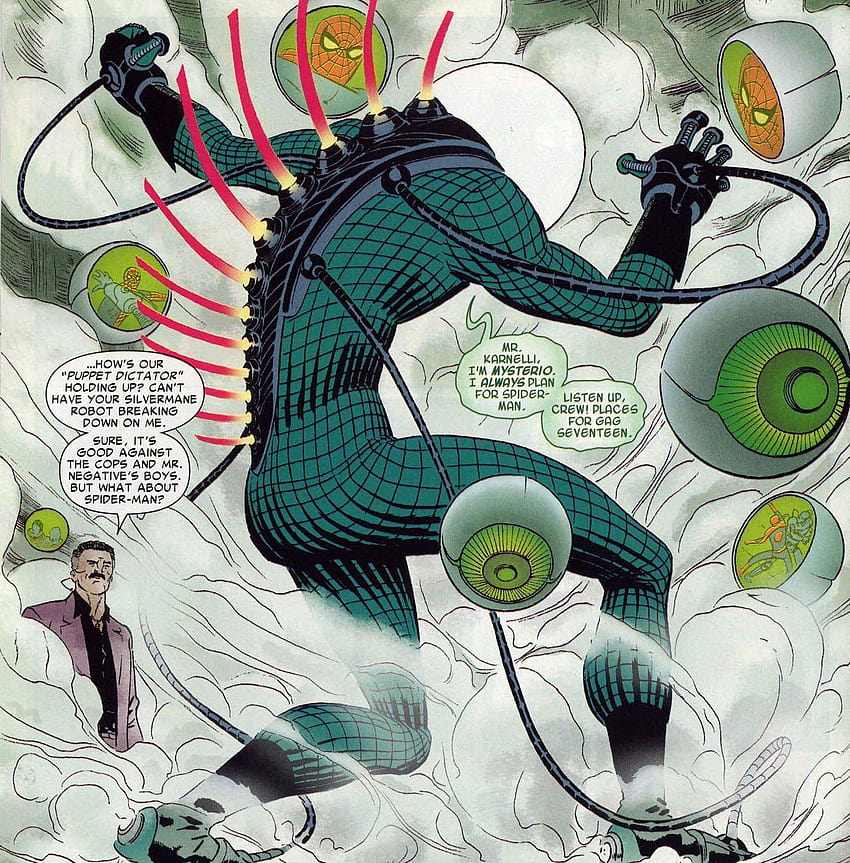 ...HOW'S OUR
"PUPPET DICTATOR"
HOLDING UP? CAN'T
HAVE YOUR SILVERMANE
ROBOT BREAKING
DOWN ON ME.
SURE, IT'S
GOOD AGAINST
THE COPS AND MR.
NEGATIVE'S BOYS.
BUT WHAT ABOUT
SPIDER-MAN?
MR.
KARNELLI,
I'M MYSTERIO.
I ALWAYS PLAN
FOR SPIDER-
MAN.
LISTEN UP,
CREW! PLACES
FOR GAG
SEVENTEEN.